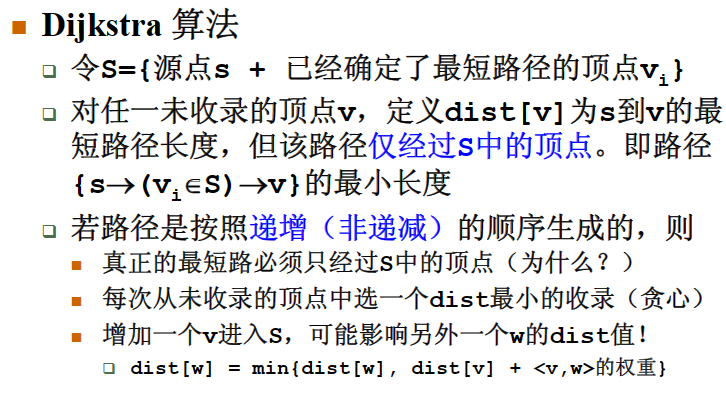 Dijkstra 算法
令S={源点s + 已经确定了最短路径的顶点vi}
对任一未收录的顶点v，定义dist[v]为s到v的最
短路径长度，但该路径仅经过S中的顶点。即路径
{s→(vi∈S)→v}的最小长度
若路径是按照递增（非递减）的顺序生成的，则
真正的最短路必须只经过S中的顶点（为什么？）
每次从未收录的顶点中选一个dist最小的收录（贪心）
增加一个v进入S，可能影响另外一个w的dist值！
dist[w] = min{dist[w], dist[v] + <v,w>的权重}